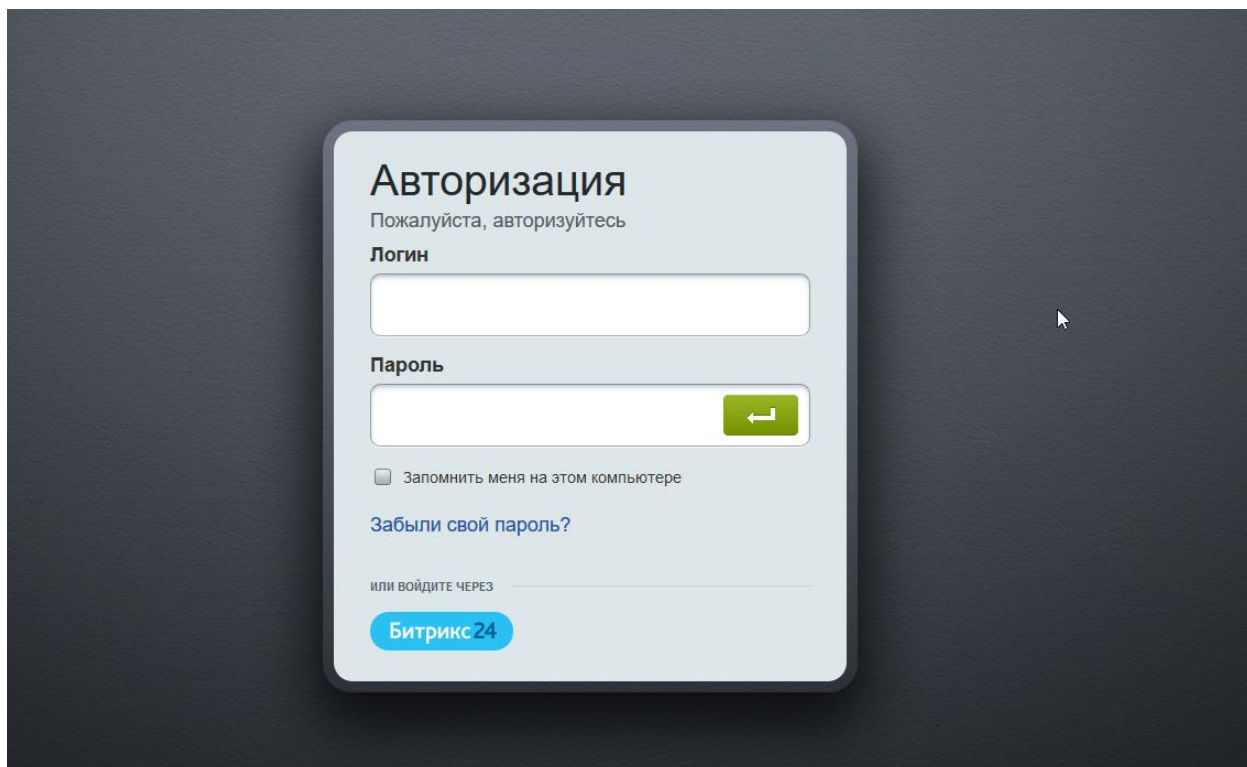 Авторизация
Пожалуйста, авторизуйтесь
Логин
Пароль
Запомнить меня на этом компьютере
Забыли свой пароль?
ИЛИ ВОЙДИТЕ ЧЕРЕЗ
Битрикс24